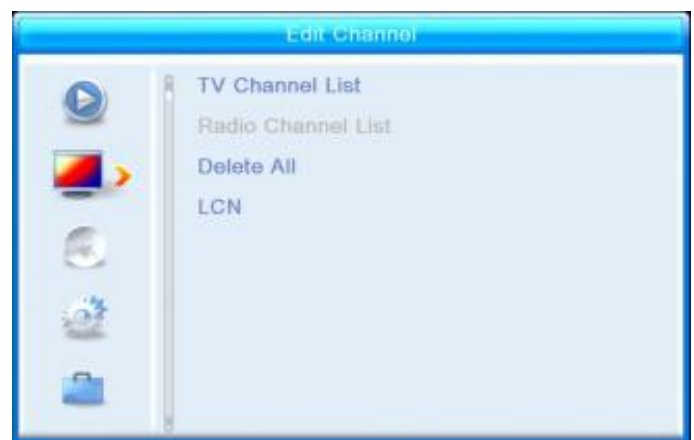 Edit Channel
TV Channel List
Radio Channel List
Delete All
LCN